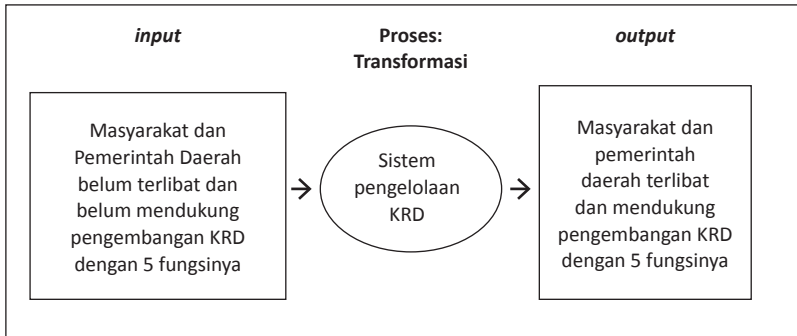 input
Proses:
Transformasi
output
Masyarakat dan
Pemerintah Daerah
belum terlibat dan
belum mendukung
pengembangan KRD
dengan 5 fungsinya
Sistem
pengelolaan
KRD
Masyarakat dan
pemerintah
daerah terlibat
dan mendukung
pengembangan KRD
dengan 5 fungsinya